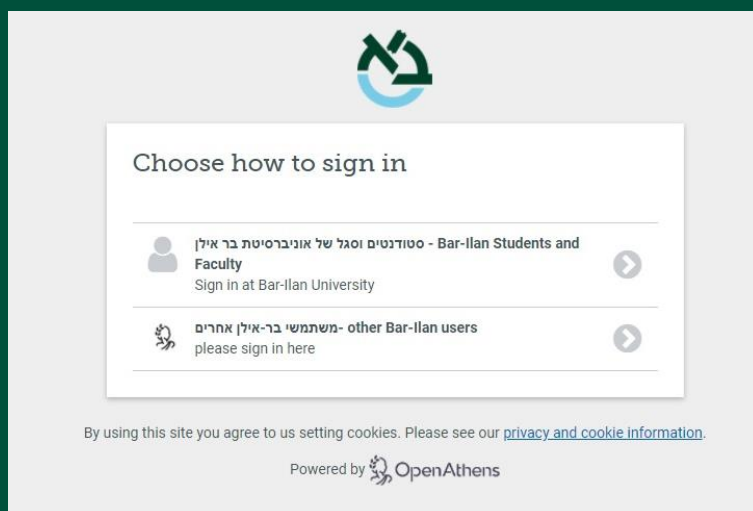 בא
Choose how to sign in
סטודנטים וסגל של אוניברסיטת בר אילן - Bar-Ilan Students and
Faculty
Sign in at Bar-Ilan University
משתמשי בר-אילן אחרים- other Bar-Ilan users
please sign in here
By using this site you agree to us setting cookies. Please see our privacy and cookie information.
Powered by OpenAthens